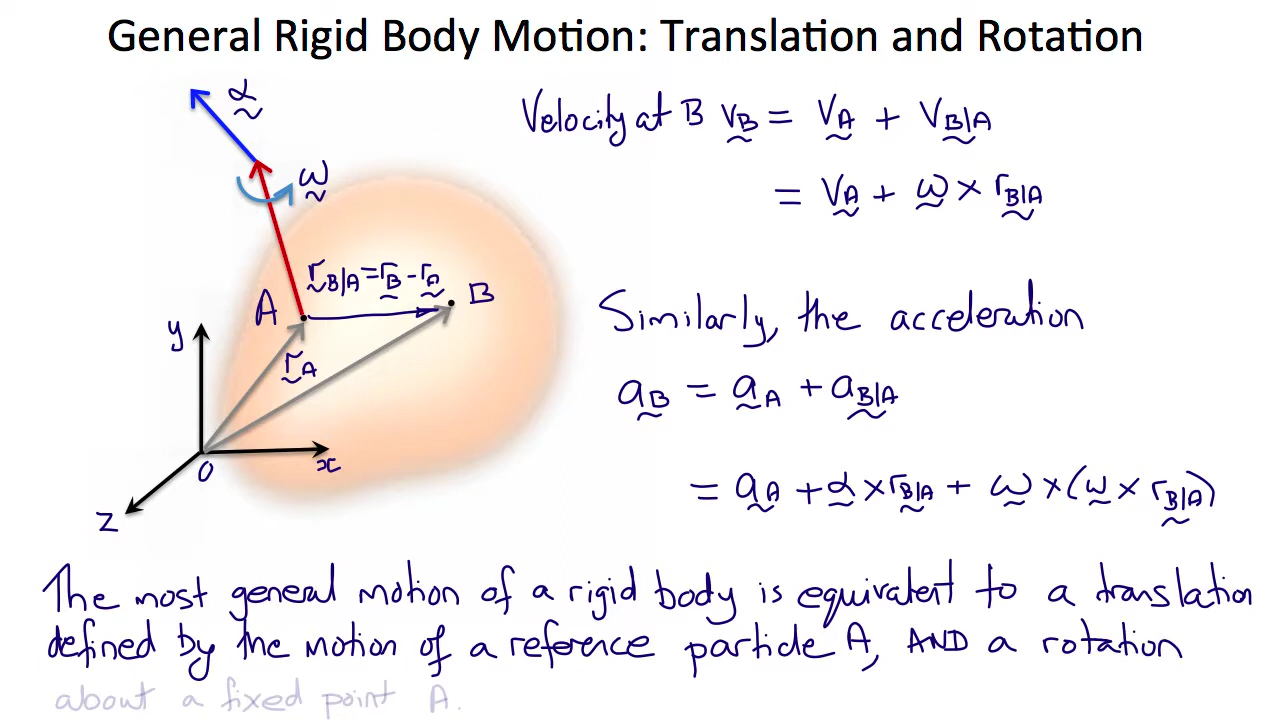 General Rigid Body Motion: Translation and Rotation
α
ω
Velocity at B v_B = v_A + v_B|A
= v_A + ω × r_B|A
r_B|A = r_B - r_A
A
B
r_A
y
x
z
O
Similarly, the acceleration
a_B = a_A + a_B|A
= a_A + α × r_B|A + ω × (ω × r_B|A)
The most general motion of a rigid body is equivalent to a translation
defined by the motion of a reference particle A, AND a rotation
about a fixed point A.